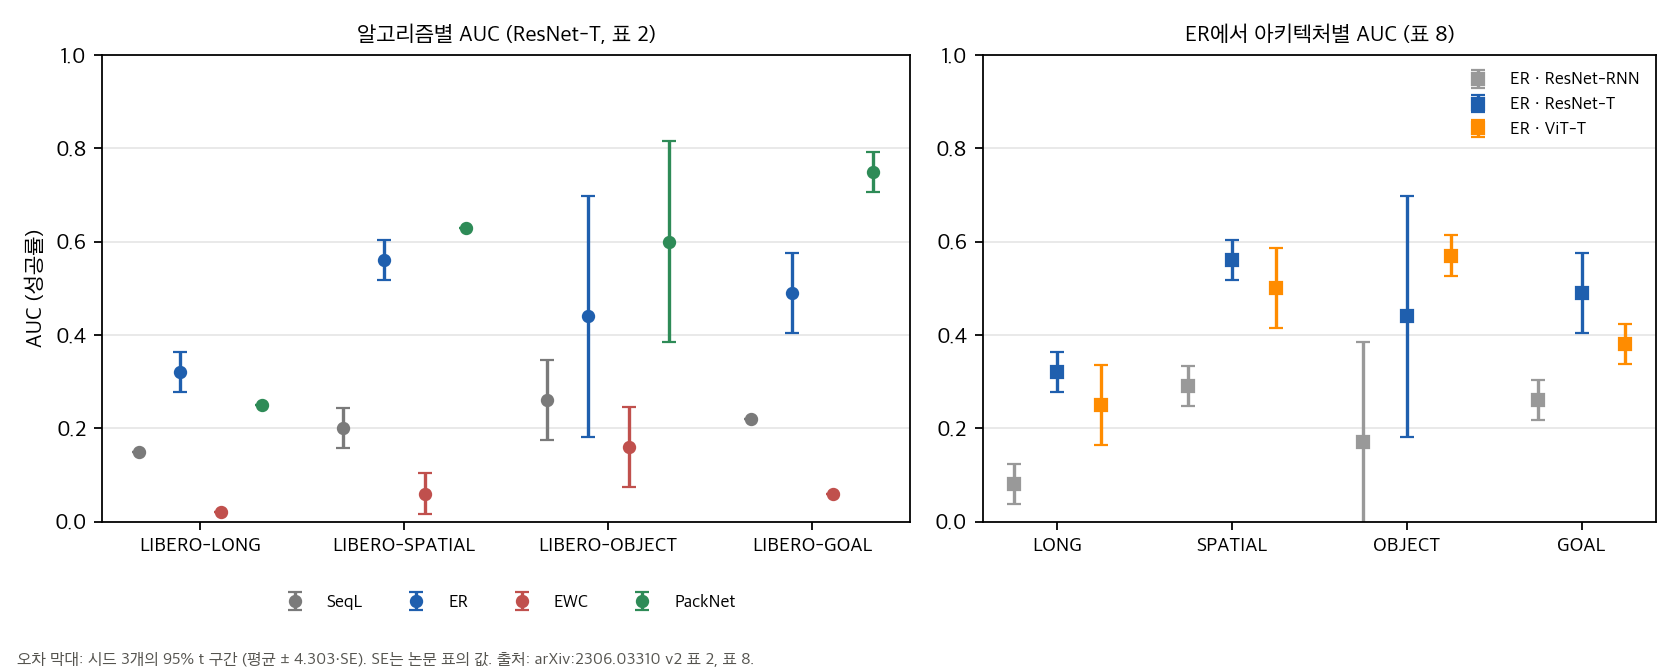 알고리즘별 AUC (ResNet-T, 표 2)
AUC (성공률)
1.0
0.8
0.6
0.4
0.2
0.0
LIBERO-LONG
LIBERO-SPATIAL
LIBERO-OBJECT
LIBERO-GOAL
SeqL
ER
EWC
PackNet
ER에서 아키텍처별 AUC (표 8)
1.0
0.8
0.6
0.4
0.2
0.0
ER · ResNet-RNN
ER · ResNet-T
ER · ViT-T
LONG
SPATIAL
OBJECT
GOAL
오차 막대: 시드 3개의 95% t 구간 (평균 ± 4.303·SE). SE는 논문 표의 값. 출처: arXiv:2306.03310 v2 표 2, 표 8.